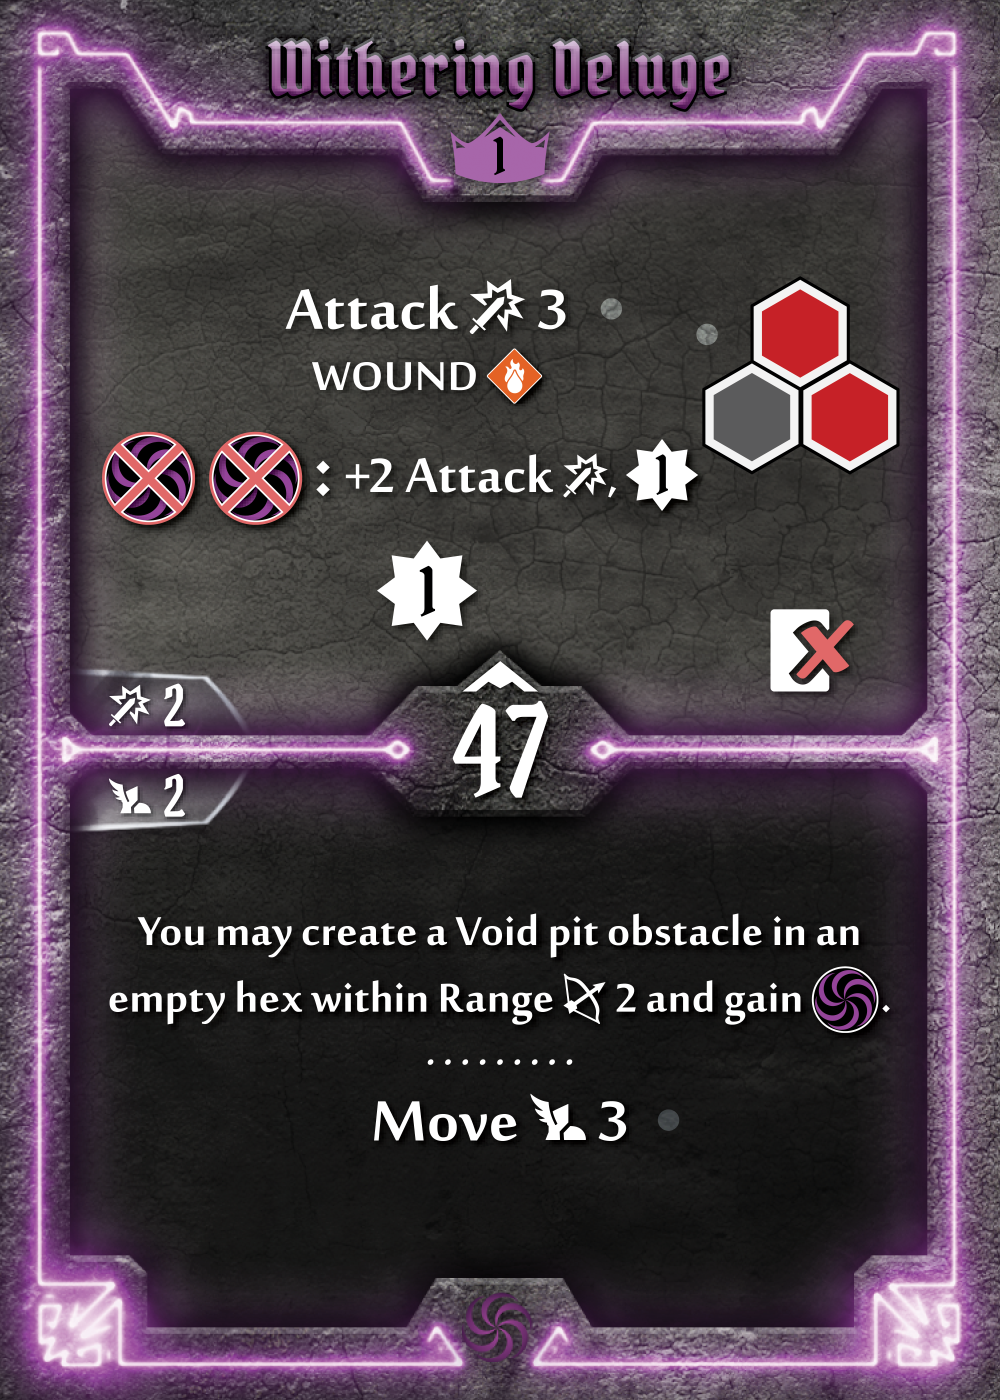 Withering Deluge
1
Attack 3
WOUND
: +2 Attack , 1
1
2
47
2
You may create a Void pit obstacle in an
empty hex within Range 2 and gain .
.........
Move 3